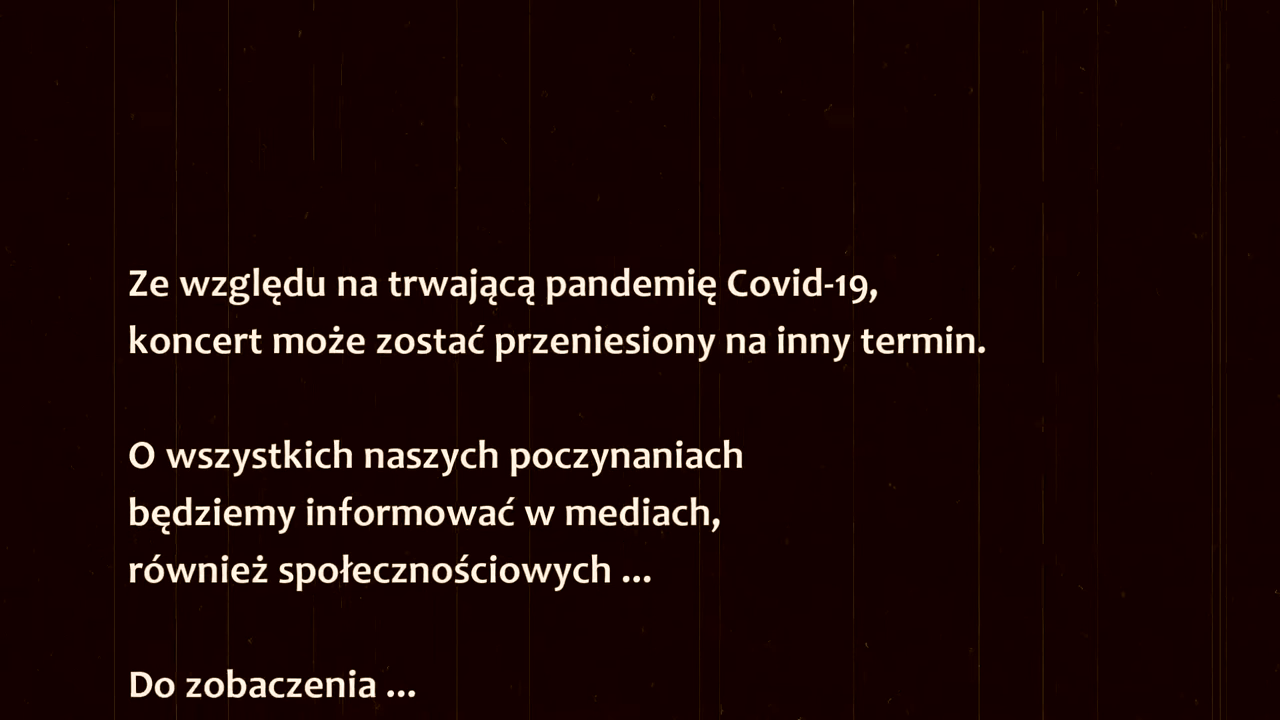 Ze względu na trwającą pandemię Covid-19,
koncert może zostać przeniesiony na inny termin.
O wszystkich naszych poczynaniach
będziemy informować w mediach,
również społecznościowych ...
Do zobaczenia ...